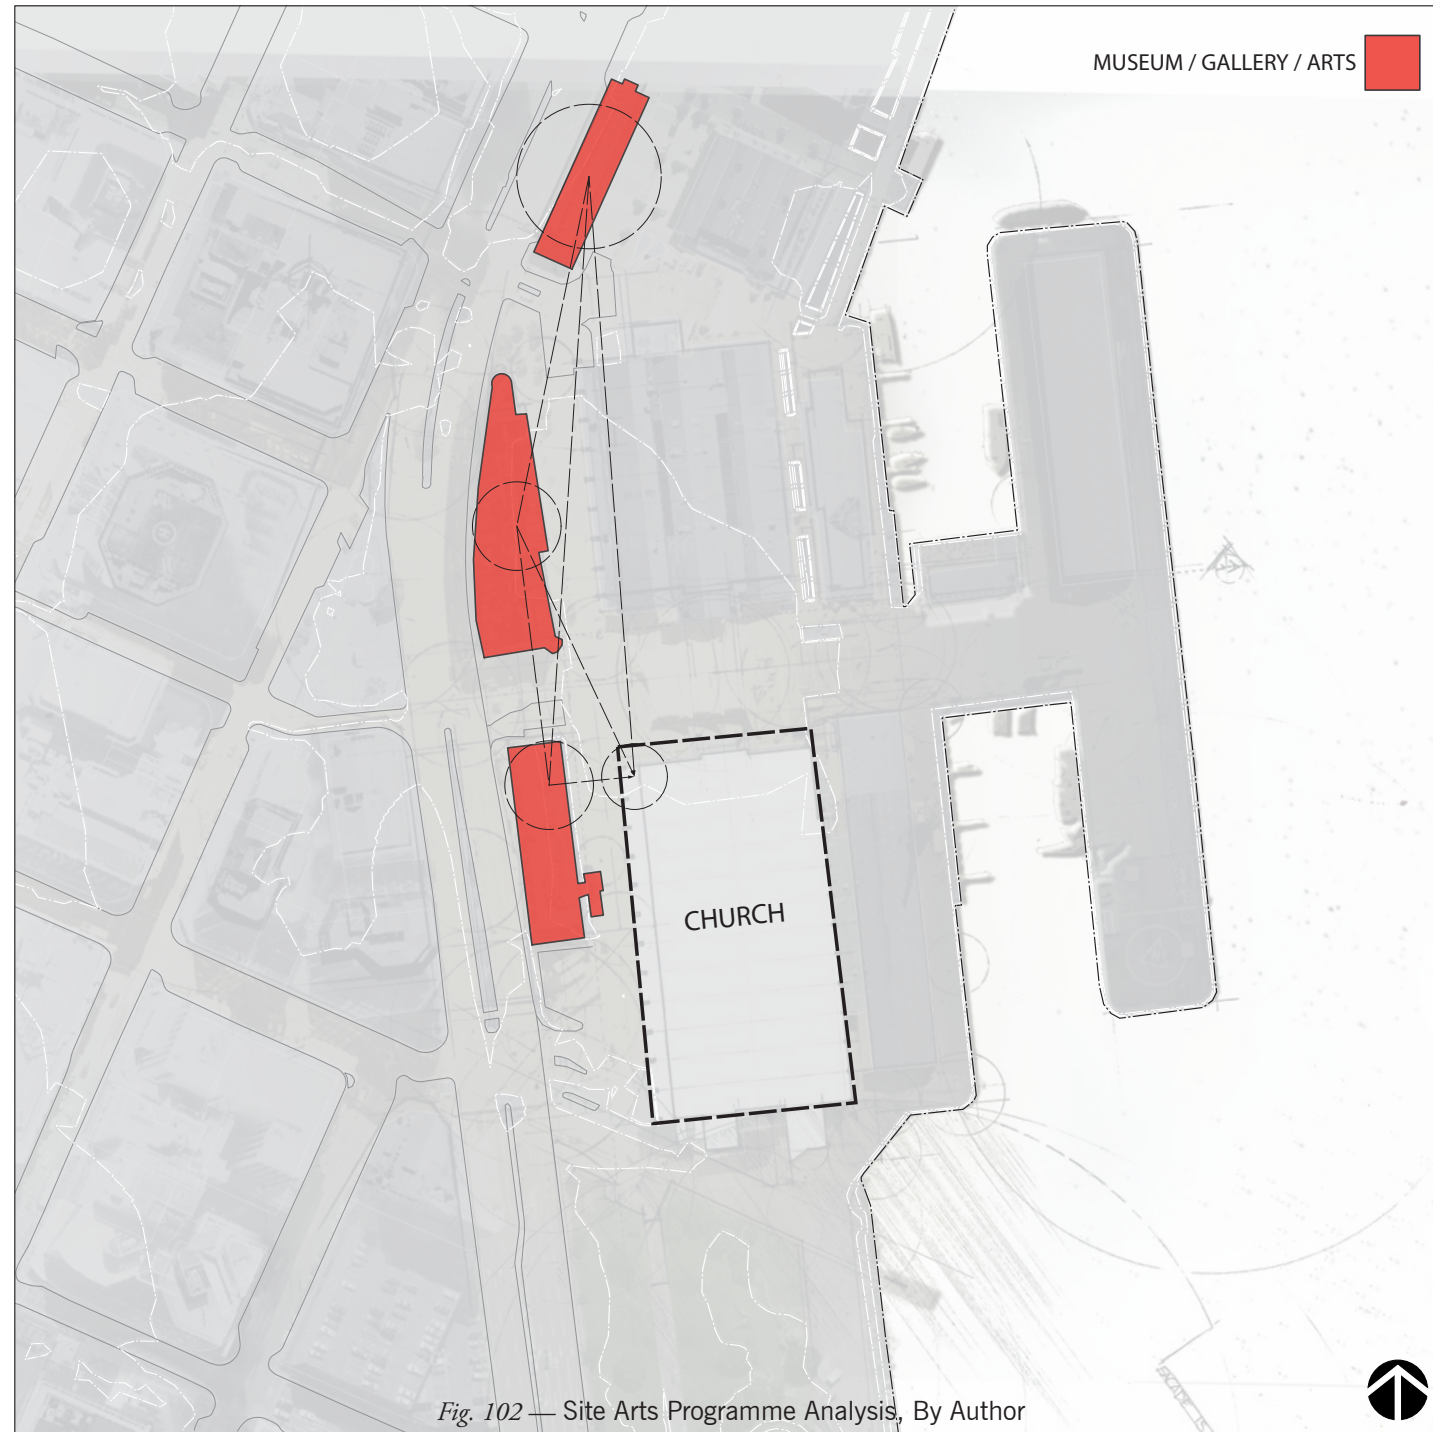 MUSEUM / GALLERY / ARTS
CHURCH
Fig. 102 — Site Arts Programme Analysis, By Author